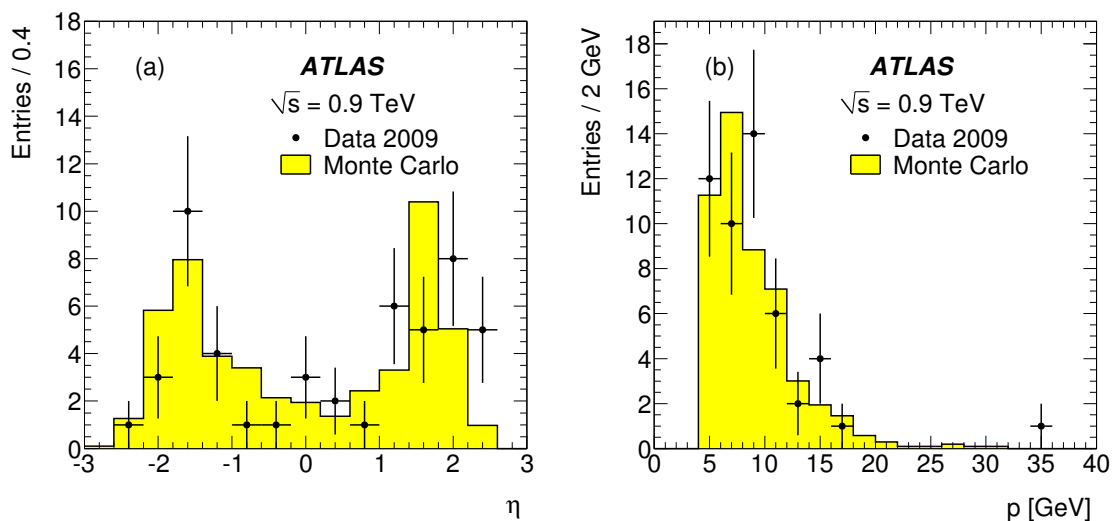 Entries / 0.4
18
16
14
12
10
8
6
4
2
0
(a)
ATLAS
√s = 0.9 TeV
Data 2009
Monte Carlo
-3 -2 -1 0 1 2 3
η
Entries / 2 GeV
18
16
14
12
10
8
6
4
2
0
(b)
ATLAS
√s = 0.9 TeV
Data 2009
Monte Carlo
0 5 10 15 20 25 30 35 40
p [GeV]